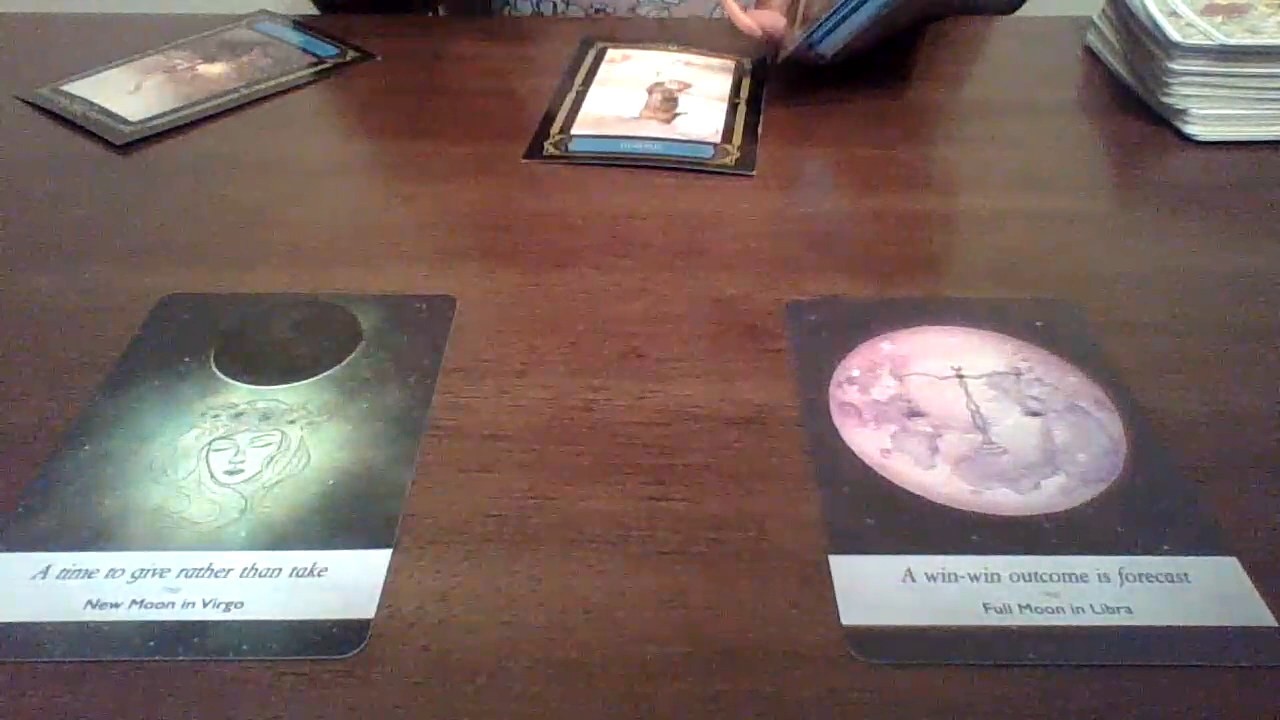 A time to give rather than take
New Moon in Virgo
A win-win outcome is forecast
Full Moon in Libra